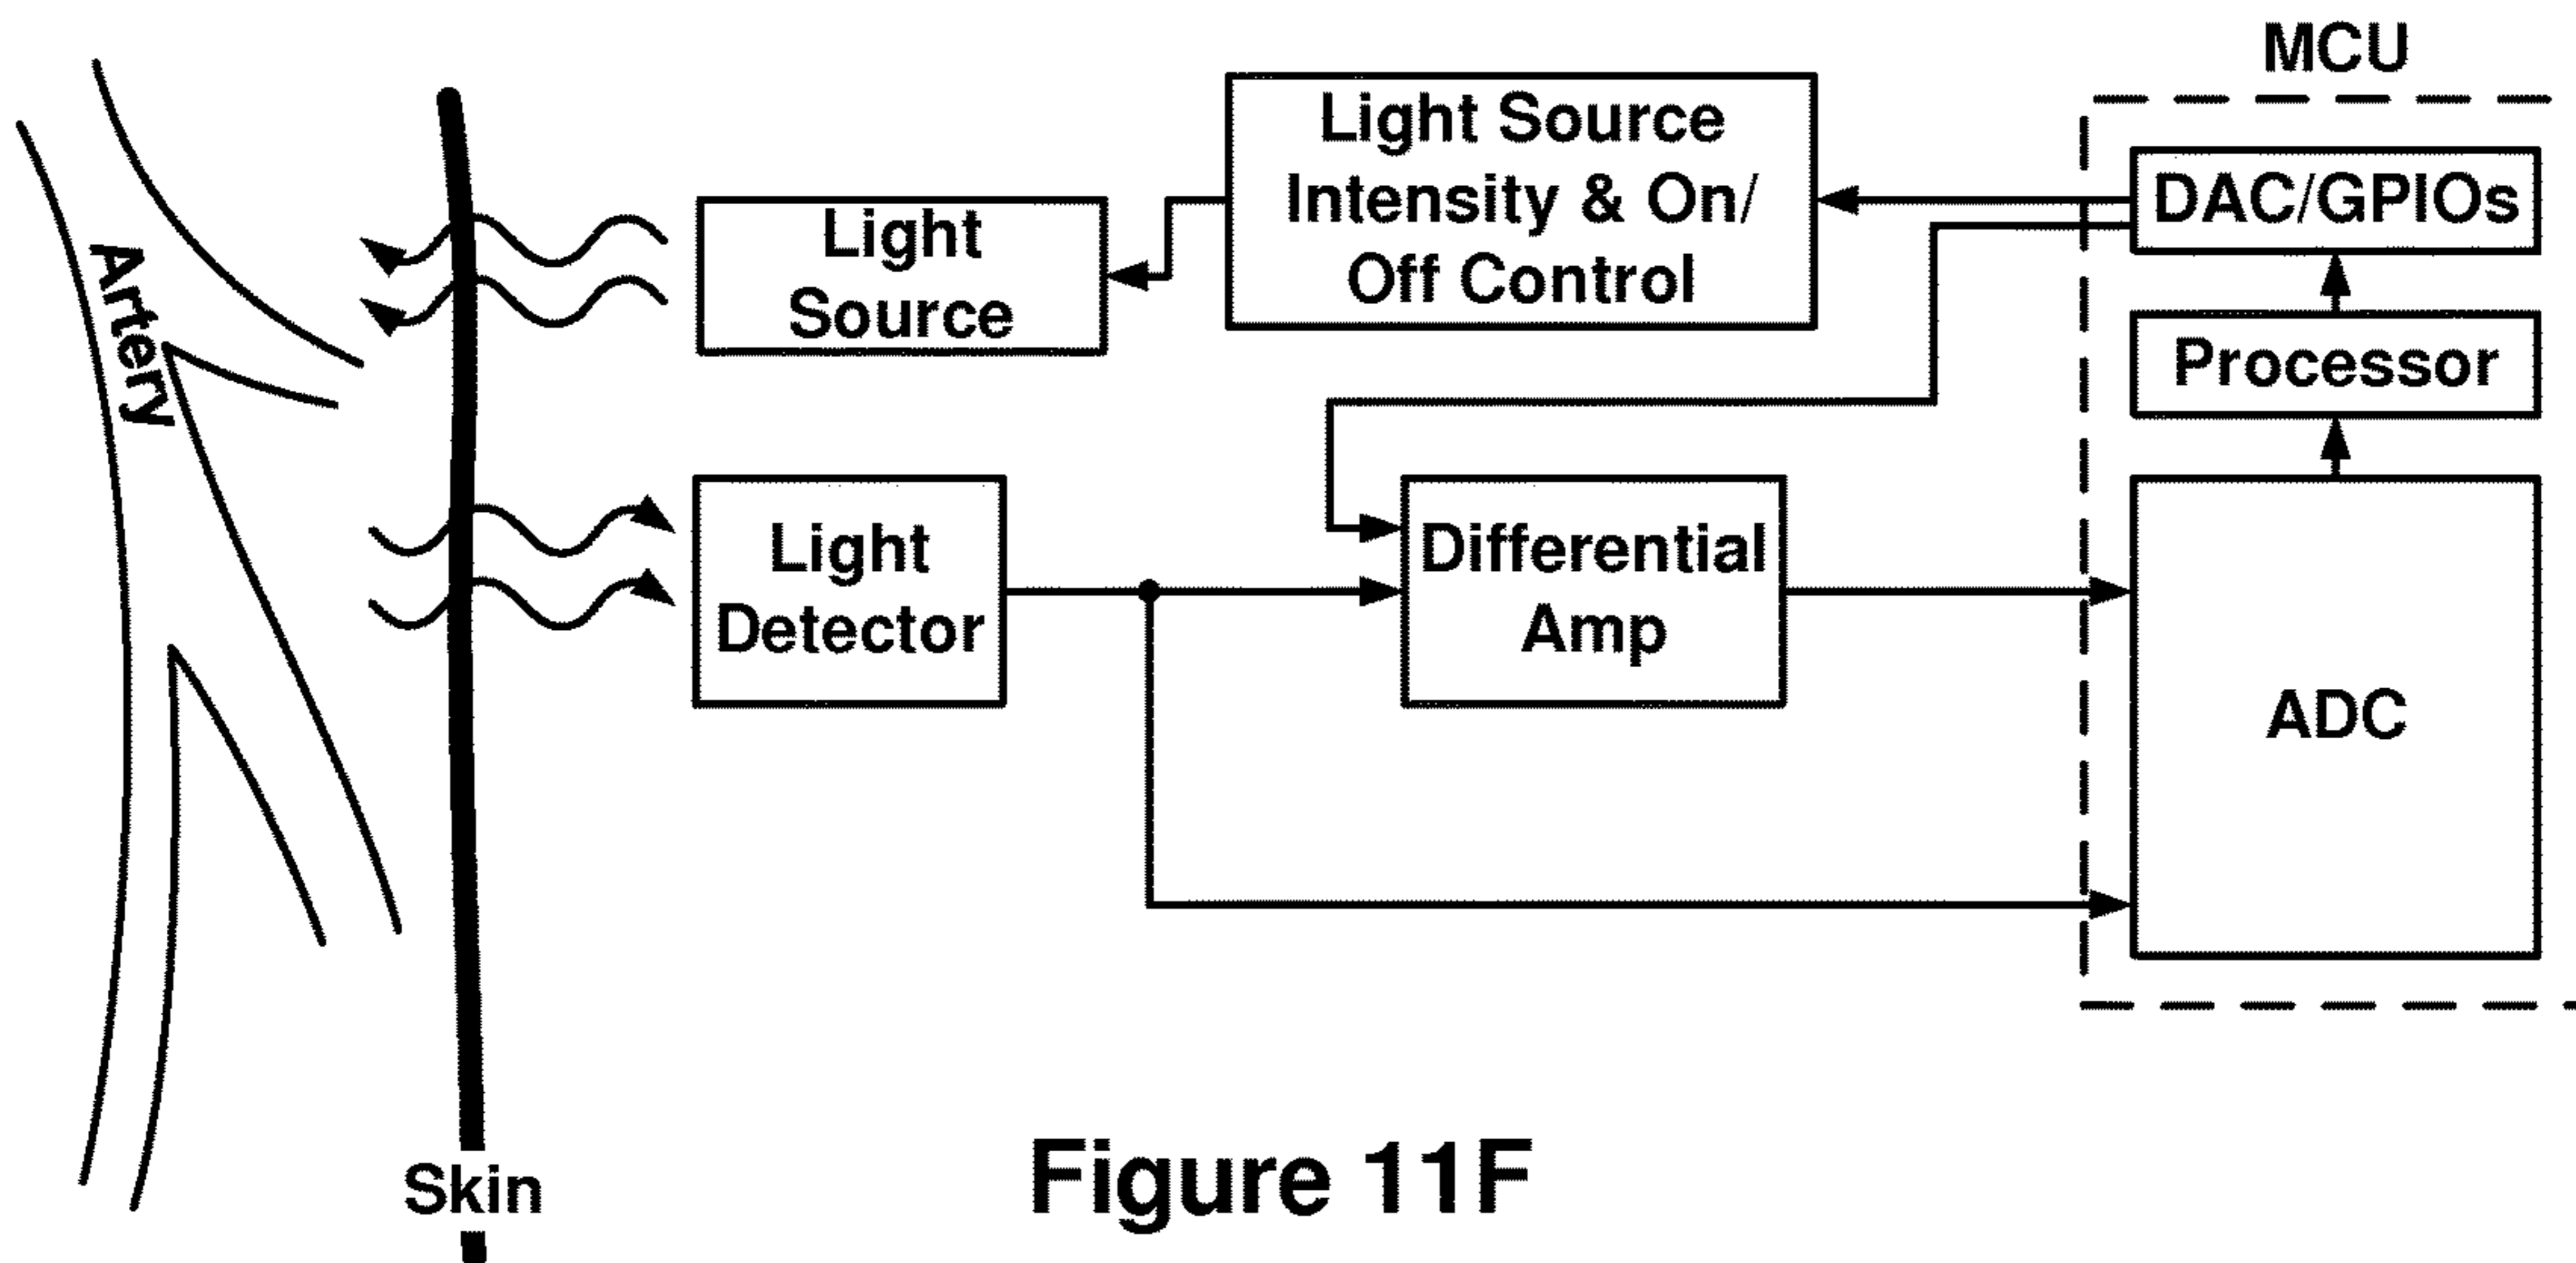 MCU
Light Source
Intensity & On/
Off Control
DAC/GPIOs
Light
Source
Artery
Processor
Light
Detector
Differential
Amp
ADC
Skin
Figure 11F